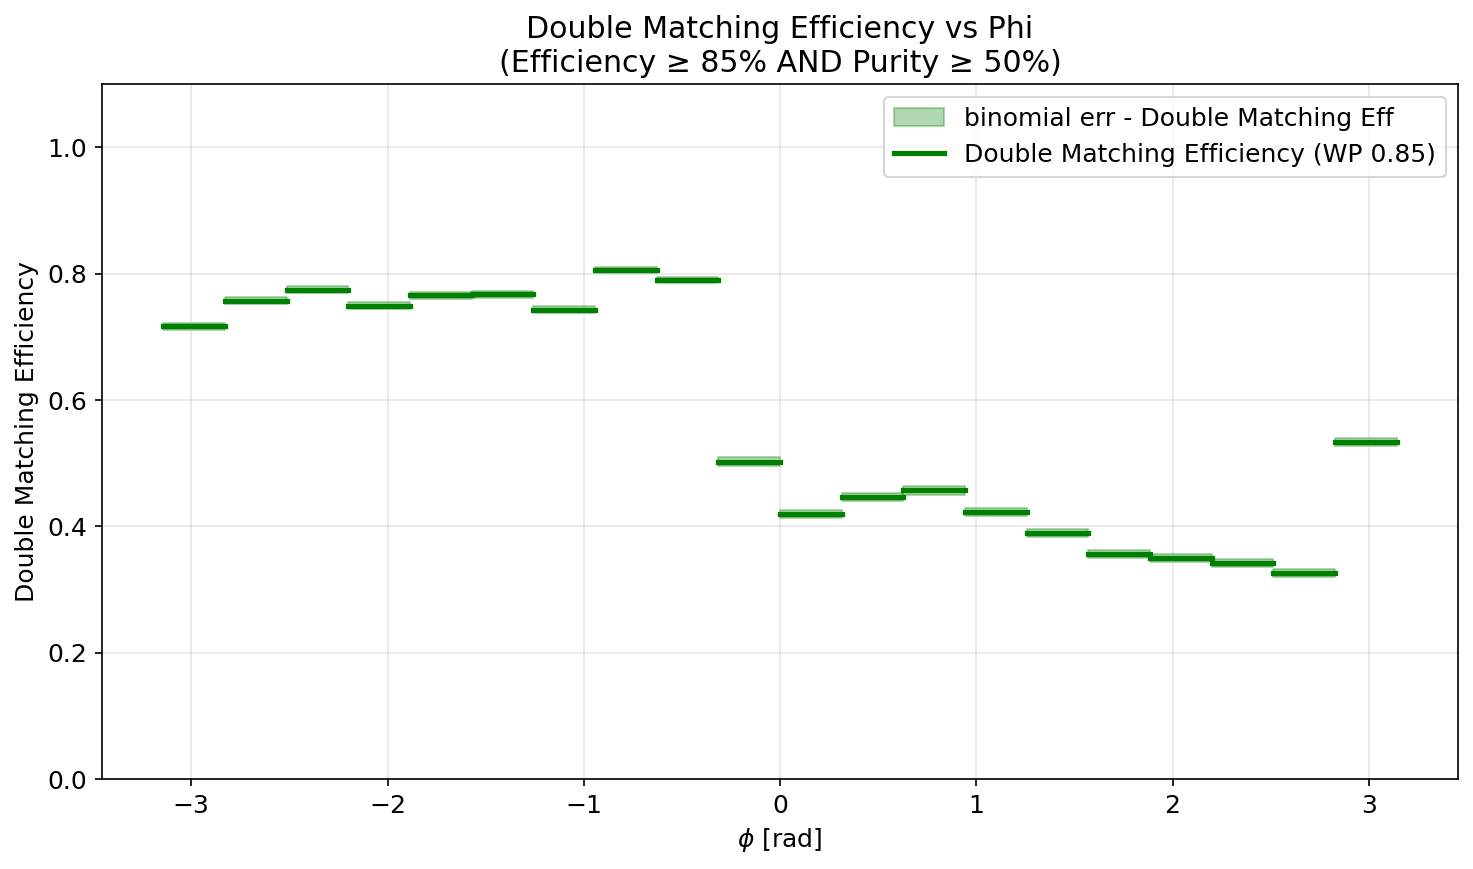 Double Matching Efficiency vs Phi
(Efficiency ≥ 85% AND Purity ≥ 50%)
binomial err - Double Matching Eff
Double Matching Efficiency (WP 0.85)
Double Matching Efficiency
1.0
0.8
0.6
0.4
0.2
0.0
−3 −2 −1 0 1 2 3
ϕ [rad]